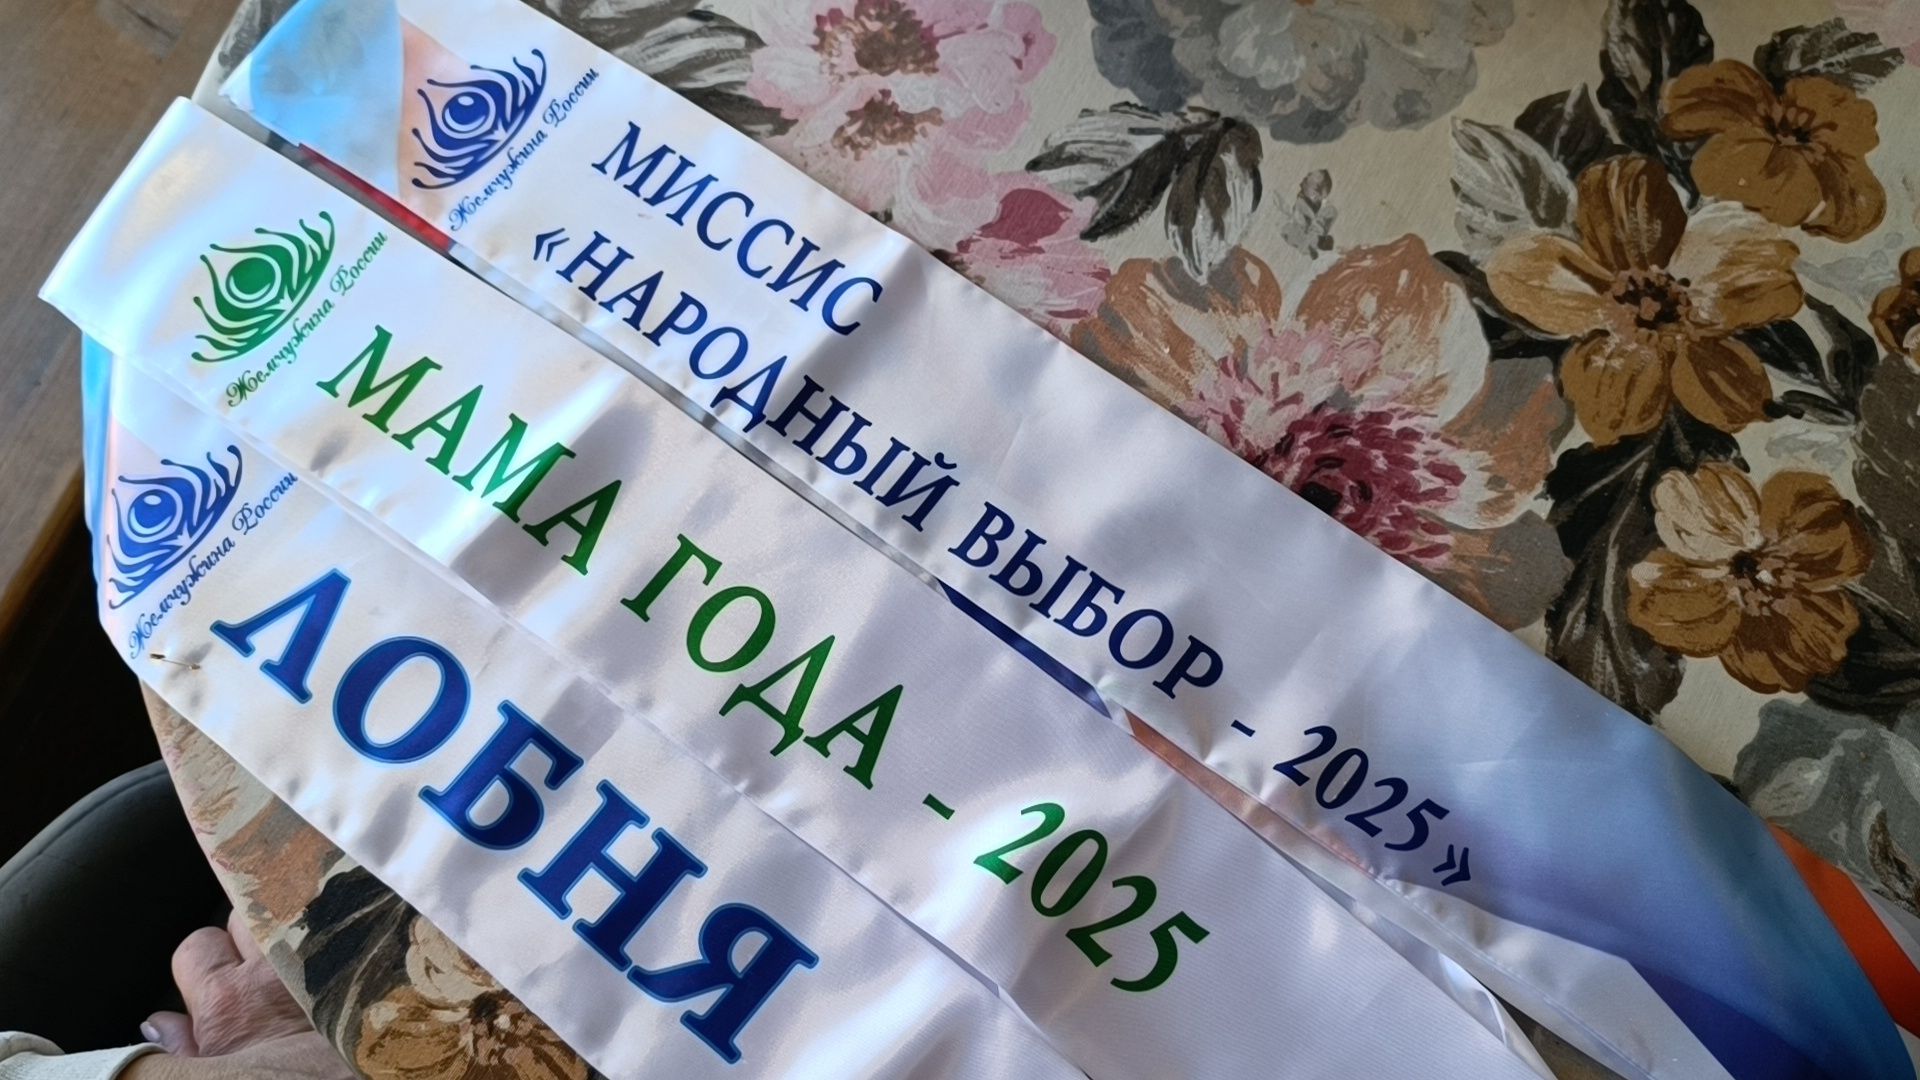 Жемчужина России
МИССИС
«НАРОДНЫЙ ВЫБОР - 2025»
Жемчужина России
МАМА ГОДА - 2025
Жемчужина России
ЛОБНЯ